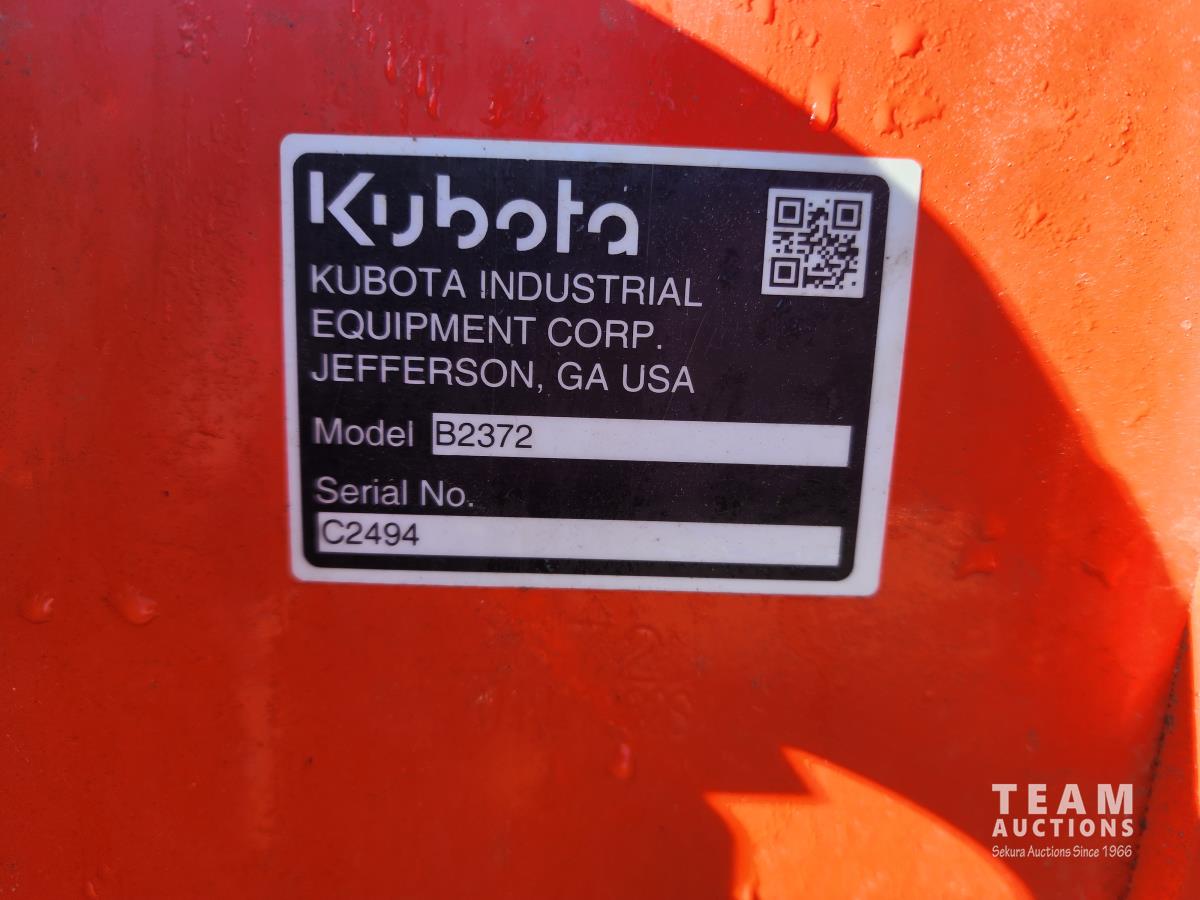 Kubota
KUBOTA INDUSTRIAL
EQUIPMENT CORP.
JEFFERSON, GA USA
Model B2372
Serial No.
C2494
TEAM
AUCTIONS
Sekura Auctions Since 1966